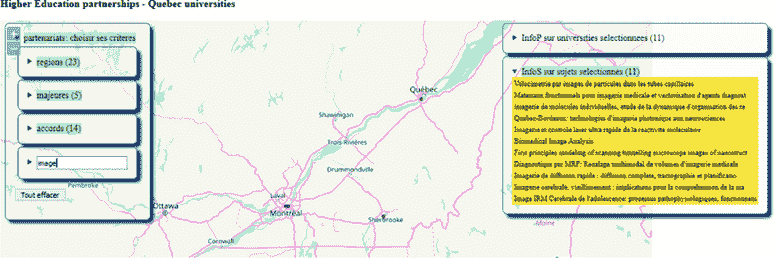 Higher Education partnerships - Quebec universities
partenariats: choisir ses criteres
regions (23)
majeures (5)
accords (14)
image
Tout effacer
InfoP sur universities selectionnees (11)
InfoS sur sujets selectionnes (11)
Velocimetrie par images de particules dans les tubes capillaires
Materiaux fonctionnels pour imagerie medicale et vectorisation d'agents diagnost
imagerie de molecules individuelles, etude de la dynamique d'organisation des re
Quebec-Bordeaux: technologies d'imagerie photonique aux neurosciences
Imagerie et controle laser ultra rapide de la reactivite moleculaire
Biomedical Image Analysis
First principles modeling of scanning tunnelling microscope images of nanostruct
Diagnostique par MRF: Recalage multimodal de volumes d'imagerie medicale
Imagerie de diffusion rapide : diffusion complete, tractographie et planificatio
Imagerie cerebrale, vieillissement : implications pour la comprehension de la ma
Image IRM Cerebrale de l'adolescence: processus pathophysiologiques, fonctionnem
Québec
Shawinigan
Trois-Rivières
Drummondville
Pembroke
Ottawa
Laval
Montréal
Sherbrooke
Cornwall
Maine